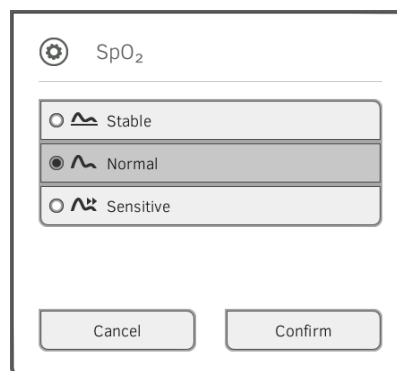 SpO₂
Stable
Normal
Sensitive
Cancel
Confirm